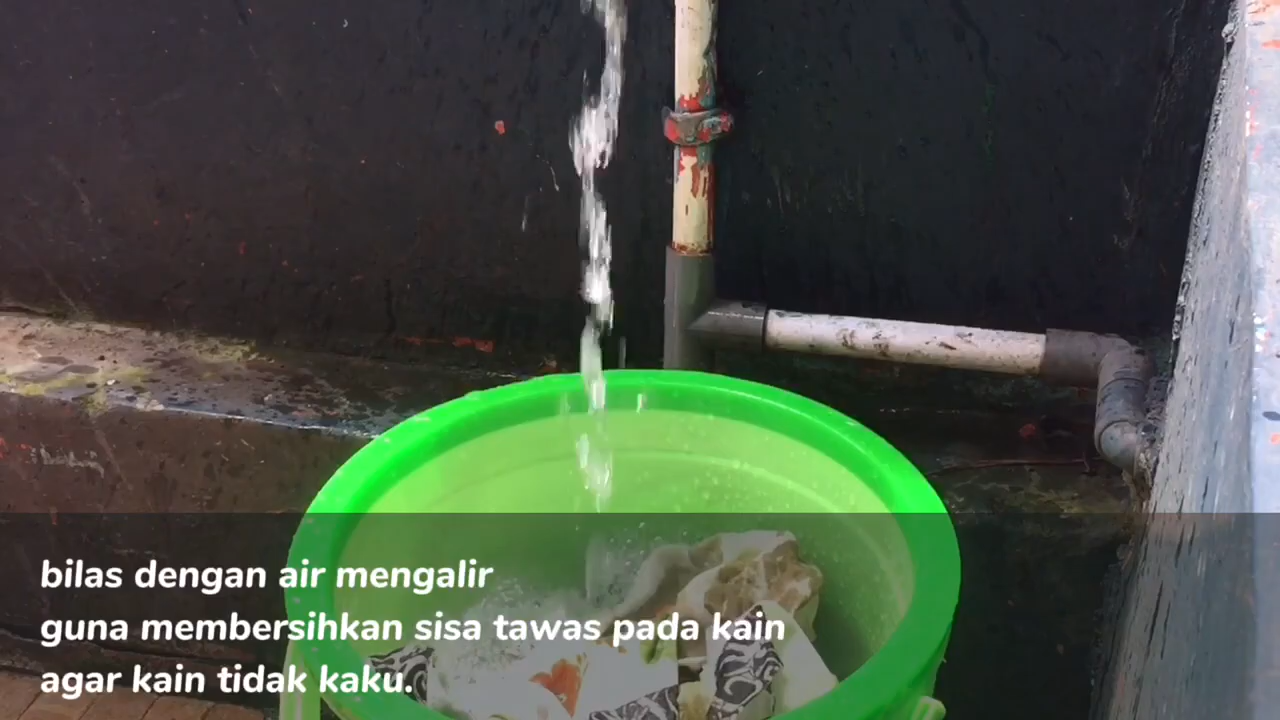 bilas dengan air mengalir
guna membersihkan sisa tawas pada kain
agar kain tidak kaku.